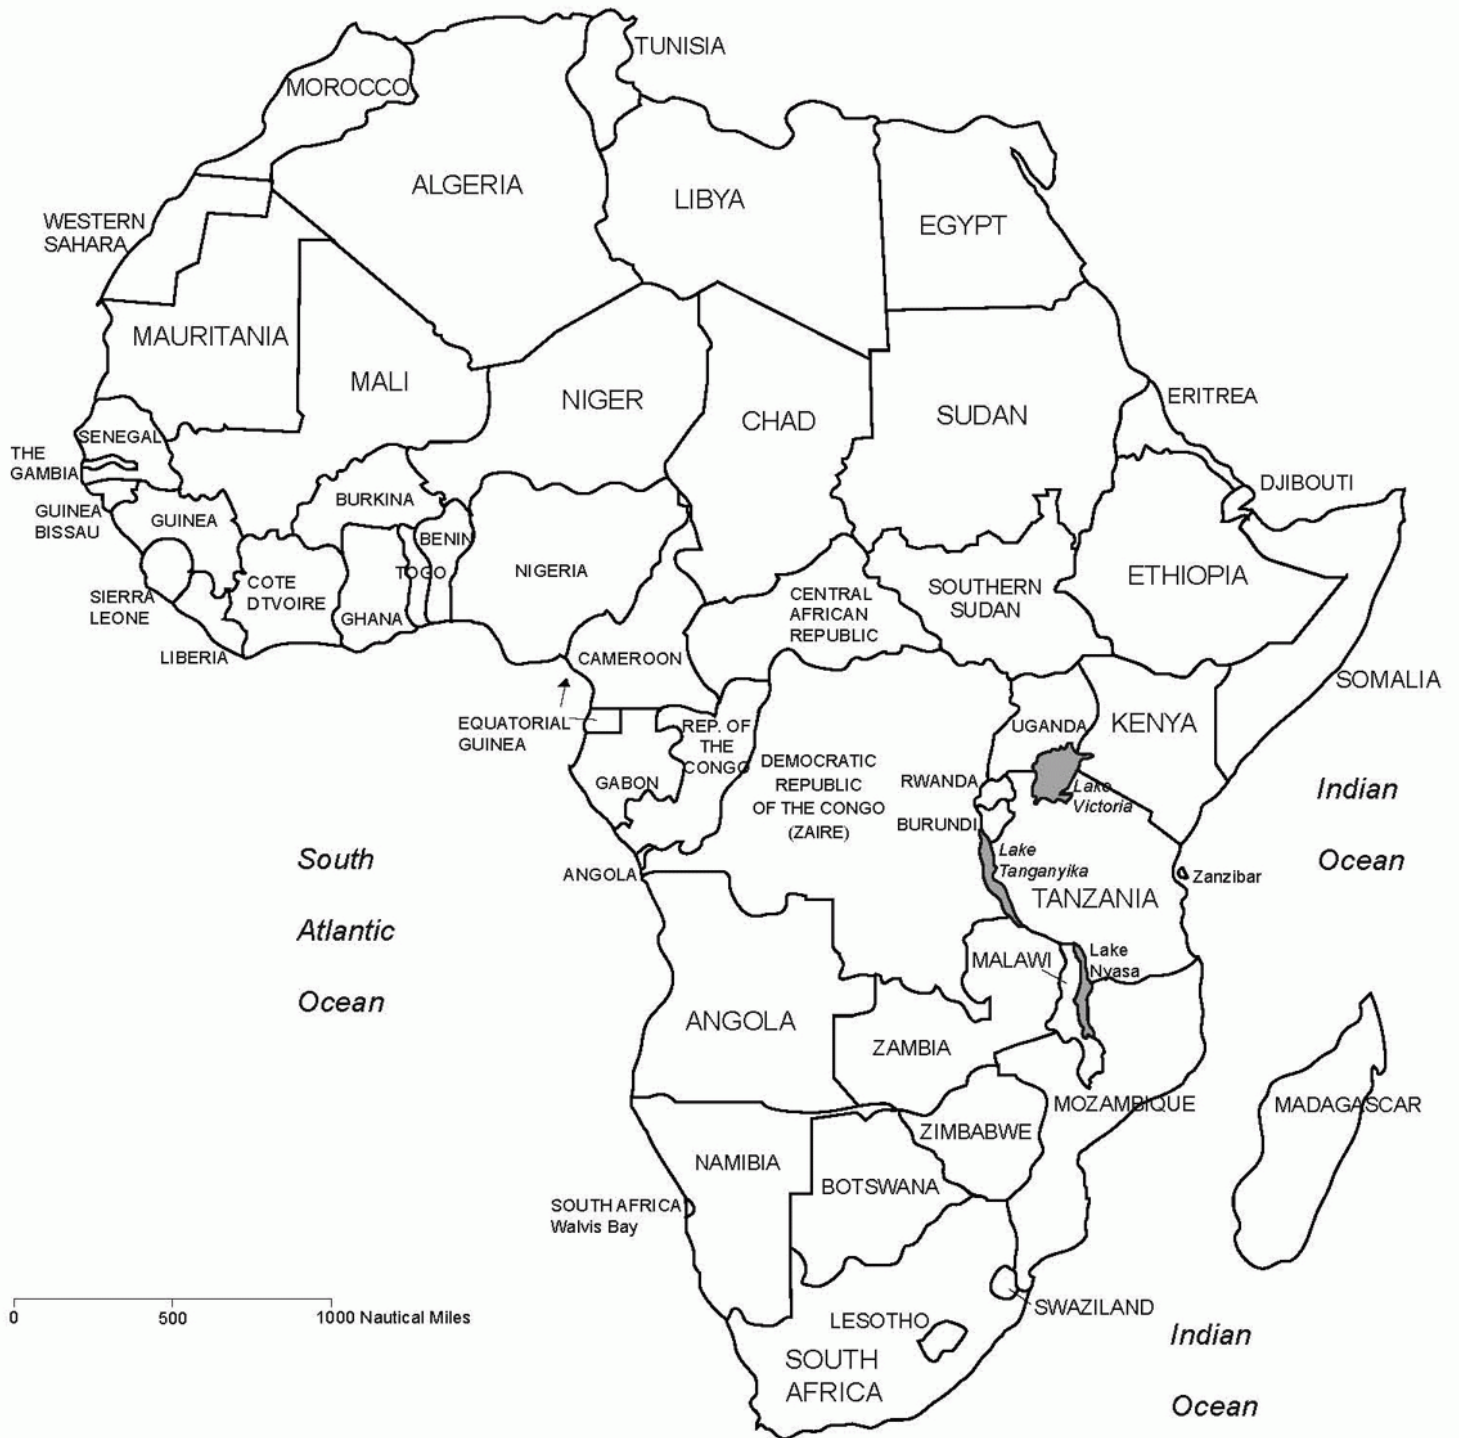 TUNISIA
MOROCCO
ALGERIA
LIBYA
EGYPT
WESTERN
SAHARA
MAURITANIA
MALI
NIGER
CHAD
SUDAN
ERITREA
SENEGAL
THE
GAMBIA
GUINEA
BISSAU
GUINEA
BURKINA
BENIN
TOGO
NIGERIA
DJIBOUTI
ETHIOPIA
SOUTHERN
SUDAN
CENTRAL
AFRICAN
REPUBLIC
COTE
DTVOIRE
GHANA
SIERRA
LEONE
LIBERIA
CAMEROON
SOMALIA
EQUATORIAL
GUINEA
REP. OF
THE
CONGO
UGANDA
KENYA
GABON
DEMOCRATIC
REPUBLIC
OF THE CONGO
(ZAIRE)
RWANDA
BURUNDI
Lake
Victoria
Indian
Ocean
Lake
Tanganyika
TANZANIA
Zanzibar
South
Atlantic
Ocean
ANGOLA
MALAWI
Lake
Nyasa
ANGOLA
ZAMBIA
MOZAMBIQUE
MADAGASCAR
ZIMBABWE
NAMIBIA
BOTSWANA
SOUTH AFRICA
Walvis Bay
0 500 1000 Nautical Miles
SWAZILAND
LESOTHO
SOUTH
AFRICA
Indian
Ocean